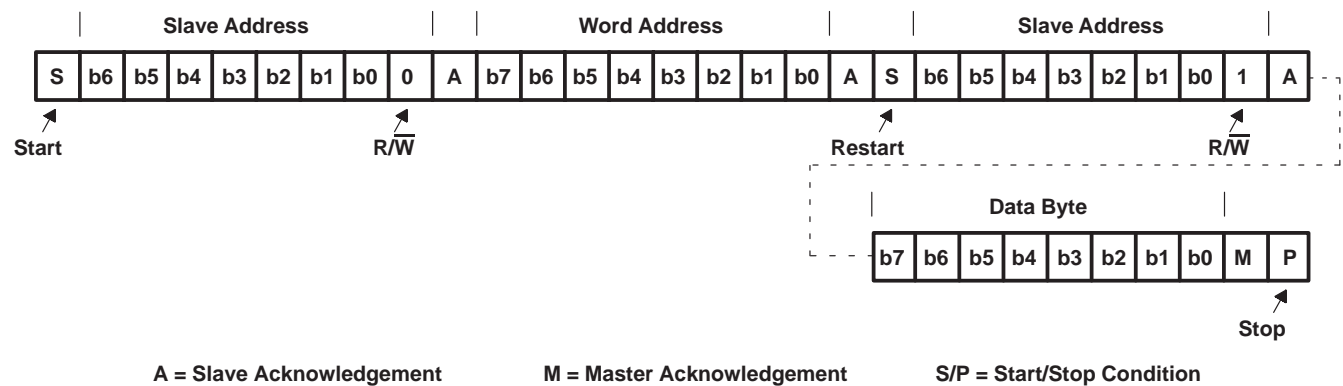 Slave Address Word Address Slave Address
S b6 b5 b4 b3 b2 b1 b0 0 A b7 b6 b5 b4 b3 b2 b1 b0 A S b6 b5 b4 b3 b2 b1 b0 1 A
Start R/W̅ Restart R/W̅
Data Byte
b7 b6 b5 b4 b3 b2 b1 b0 M P
Stop
A = Slave Acknowledgement M = Master Acknowledgement S/P = Start/Stop Condition